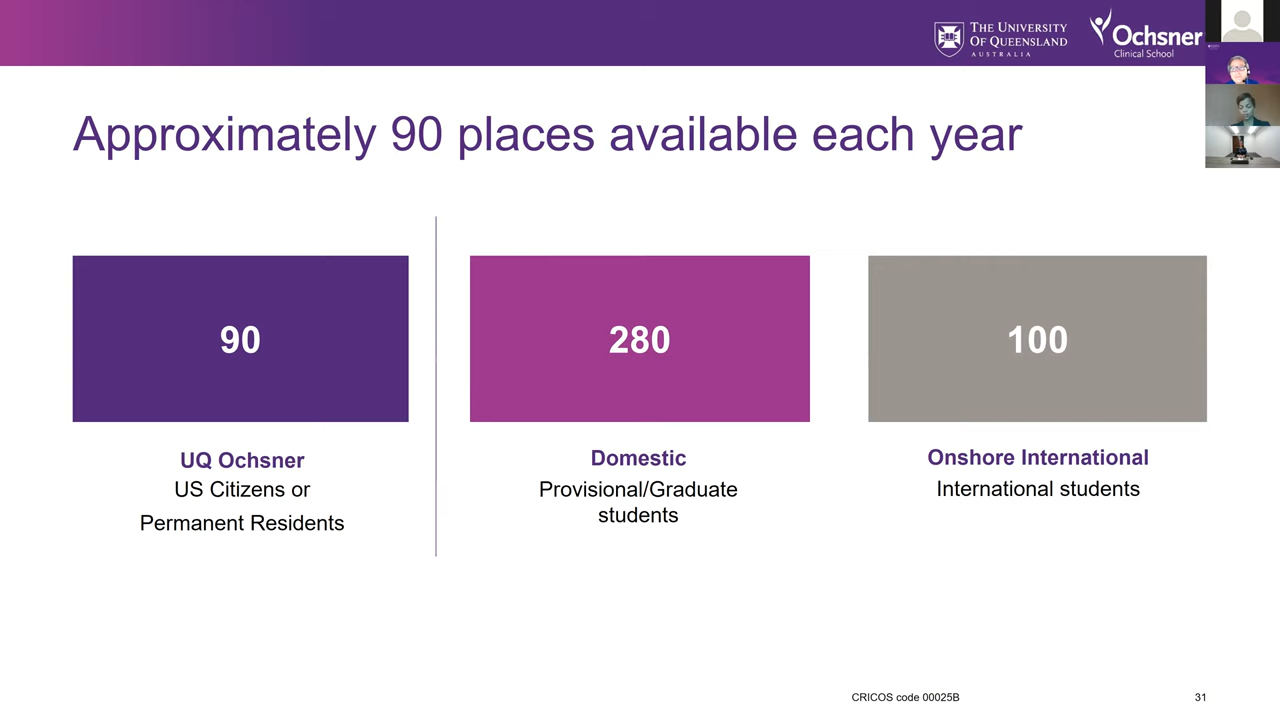 THE UNIVERSITY
OF QUEENSLAND
AUSTRALIA
Ochsner
Clinical School
Approximately 90 places available each year
90
280
100
UQ Ochsner
US Citizens or
Permanent Residents
Domestic
Provisional/Graduate
students
Onshore International
International students
CRICOS code 00025B
31